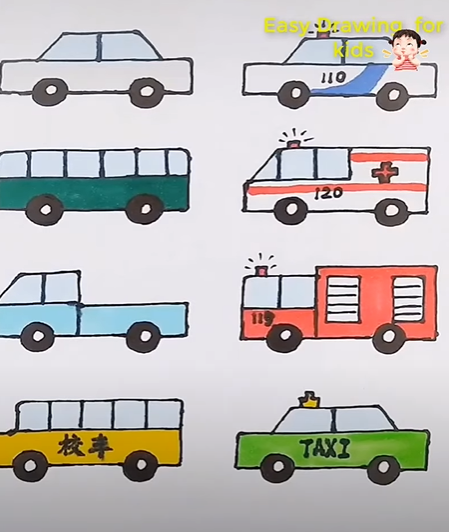 Easy Drawing for
kids
110
120
119
校车
TAXI